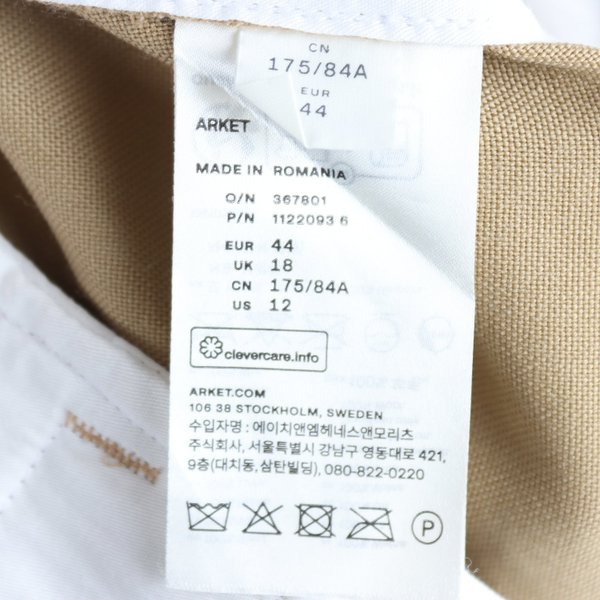 CN
175/84A
EUR
44
ARKET
MADE IN ROMANIA
O/N 367801
P/N 1122093 6
EUR 44
UK 18
CN 175/84A
US 12
clevercare.info
ARKET.COM
106 38 STOCKHOLM, SWEDEN
수입자명 : 에이치앤엠헤네스앤모리츠
주식회사, 서울특별시 강남구 영동대로 421,
9층(대치동,삼탄빌딩), 080-822-0220
P